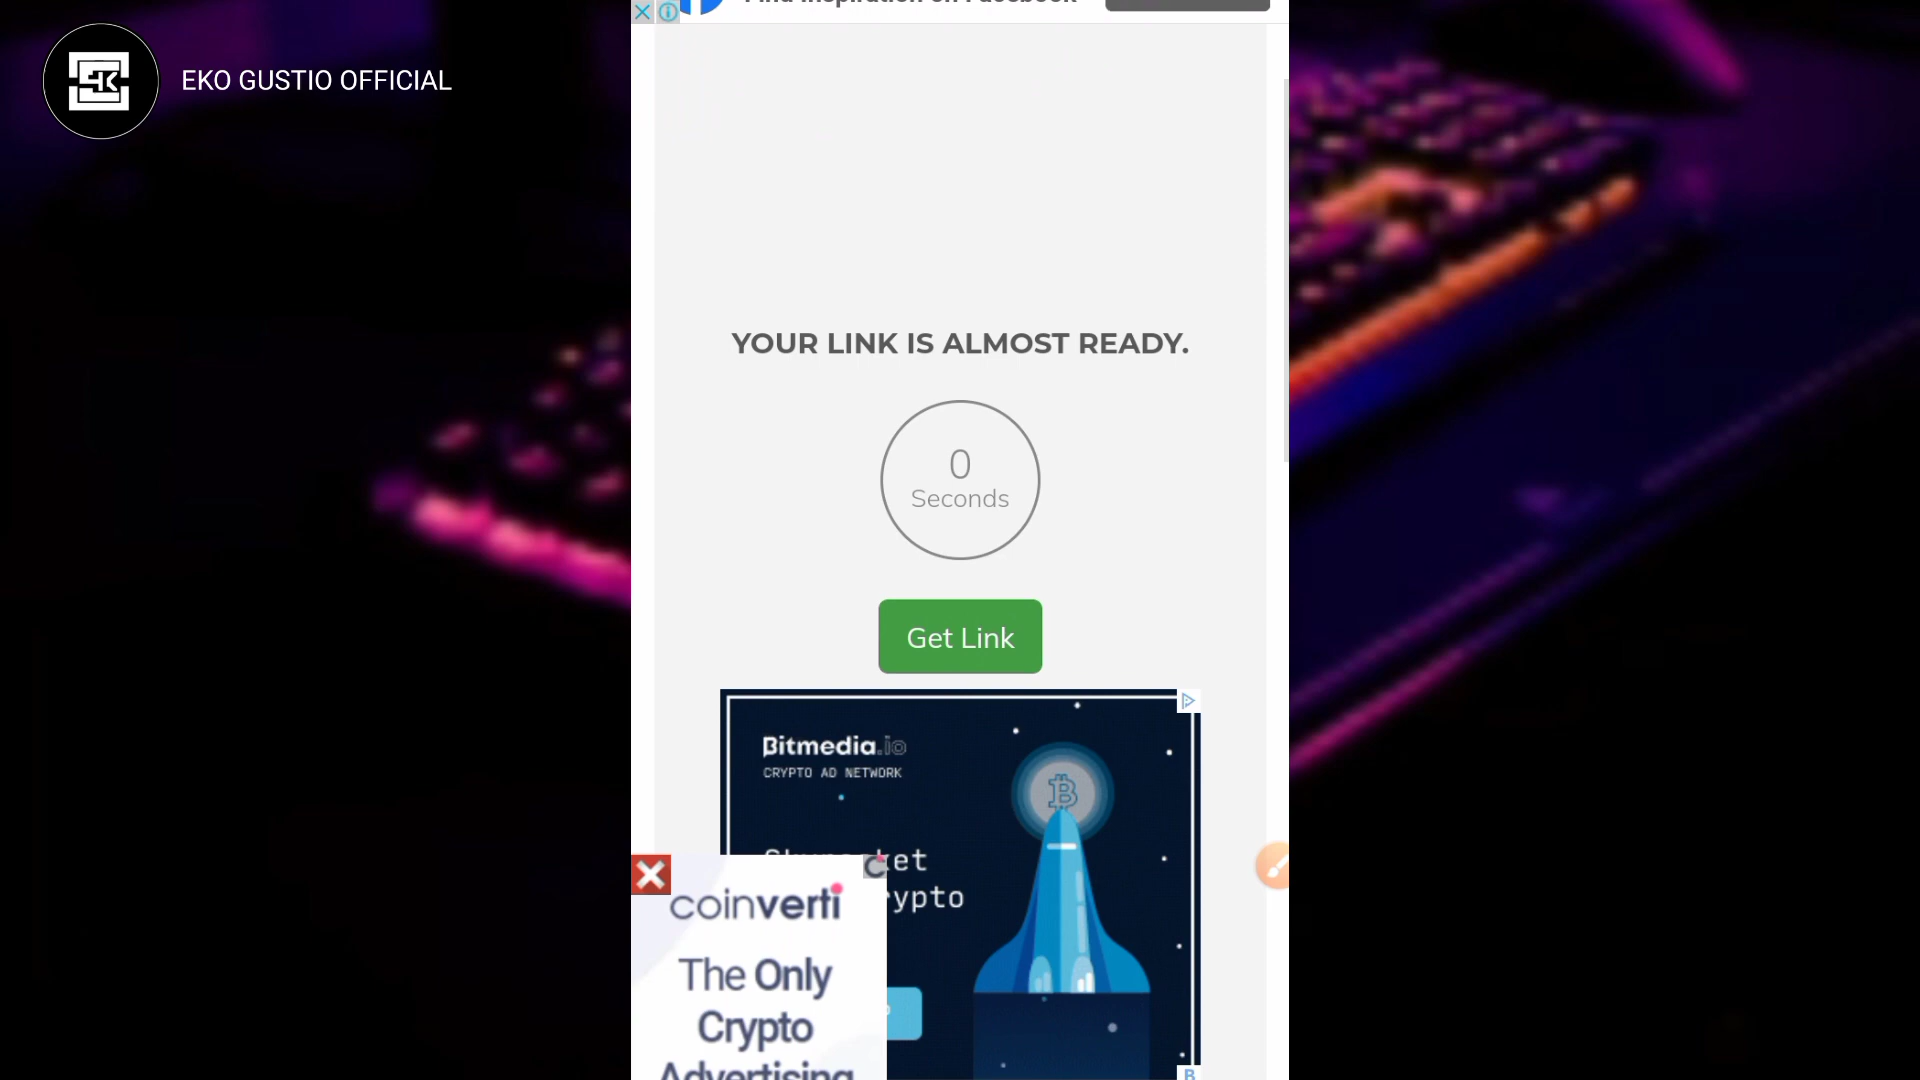 EKO GUSTIO OFFICIAL
YOUR LINK IS ALMOST READY.
0
Seconds
Get Link
Bitmedia.io
CRYPTO AD NETWORK
coinverti
The Only
Crypto
Advertising